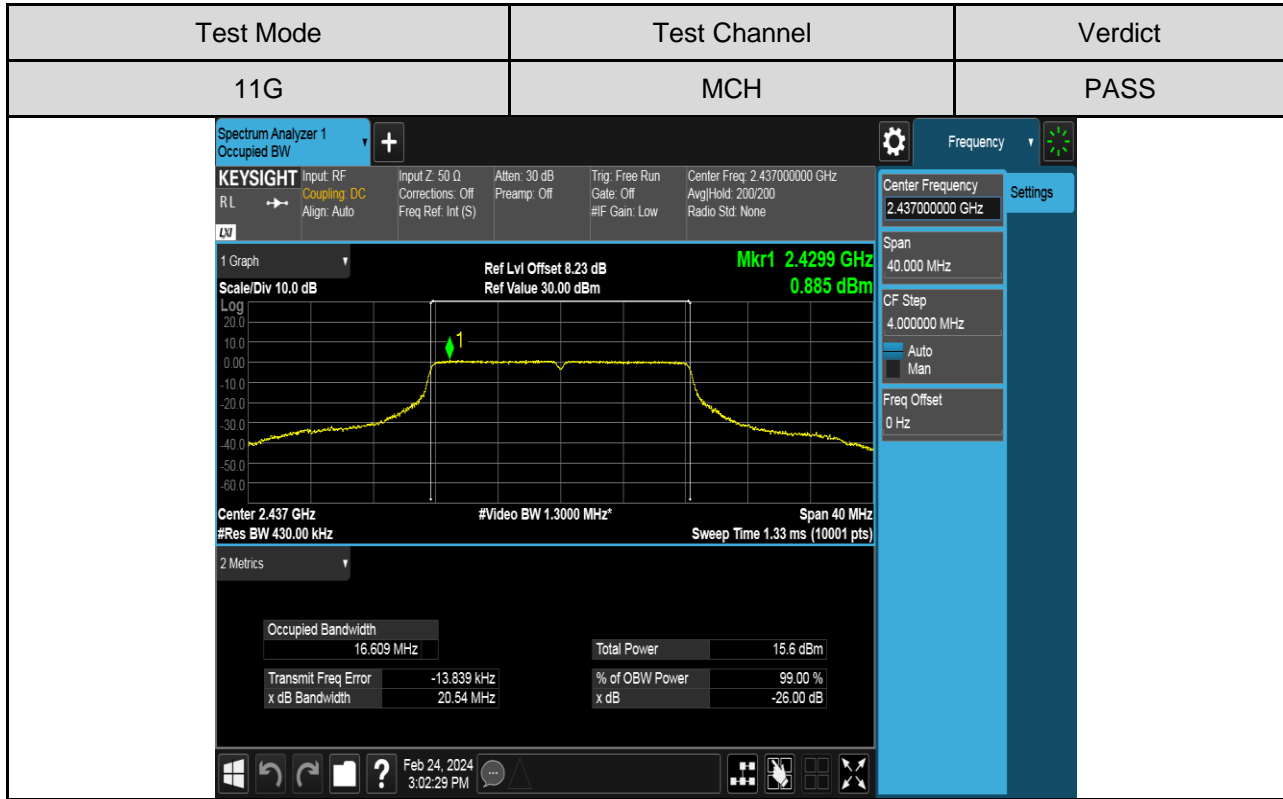 Test Mode Test Channel Verdict
11G MCH PASS
Spectrum Analyzer 1
Occupied BW
+
Frequency
KEYSIGHT
RL
LXI
Input: RF
Coupling: DC
Align: Auto
Input Z: 50 Ω
Corrections: Off
Freq Ref: Int (S)
Atten: 30 dB
Preamp: Off
Trig: Free Run
Gate: Off
#IF Gain: Low
Center Freq: 2.437000000 GHz
Avg|Hold: 200/200
Radio Std: None
Center Frequency
2.437000000 GHz
Settings
Span
40.000 MHz
CF Step
4.000000 MHz
Auto
Man
Freq Offset
0 Hz
1 Graph
Scale/Div 10.0 dB
Ref Lvl Offset 8.23 dB
Ref Value 30.00 dBm
Mkr1 2.4299 GHz
0.885 dBm
Log
20.0
10.0
0.00
-10.0
-20.0
-30.0
-40.0
-50.0
-60.0
1
Center 2.437 GHz #Video BW 1.3000 MHz* Span 40 MHz
#Res BW 430.00 kHz Sweep Time 1.33 ms (10001 pts)
2 Metrics
Occupied Bandwidth
16.609 MHz
Total Power 15.6 dBm
Transmit Freq Error -13.839 kHz % of OBW Power 99.00 %
x dB Bandwidth 20.54 MHz x dB -26.00 dB
?
Feb 24, 2024
3:02:29 PM